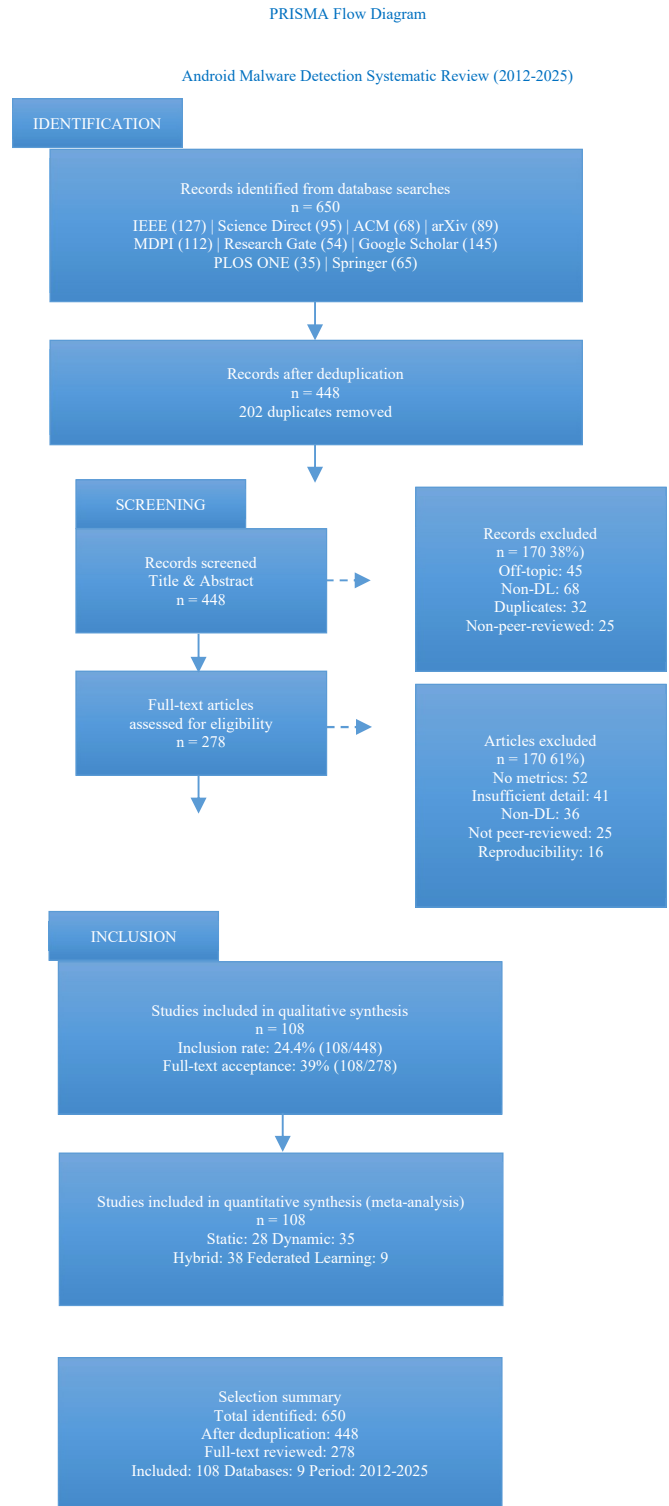 PRISMA Flow Diagram
Android Malware Detection Systematic Review (2012-2025)
IDENTIFICATION
Records identified from database searches
n = 650
IEEE (127) | Science Direct (95) | ACM (68) | arXiv (89)
MDPI (112) | Research Gate (54) | Google Scholar (145)
PLOS ONE (35) | Springer (65)
Records after deduplication
n = 448
202 duplicates removed
SCREENING
Records screened
Title & Abstract
n = 448
Records excluded
n = 170 38%)
Off-topic: 45
Non-DL: 68
Duplicates: 32
Non-peer-reviewed: 25
Full-text articles
assessed for eligibility
n = 278
Articles excluded
n = 170 61%)
No metrics: 52
Insufficient detail: 41
Non-DL: 36
Not peer-reviewed: 25
Reproducibility: 16
INCLUSION
Studies included in qualitative synthesis
n = 108
Inclusion rate: 24.4% (108/448)
Full-text acceptance: 39% (108/278)
Studies included in quantitative synthesis (meta-analysis)
n = 108
Static: 28 Dynamic: 35
Hybrid: 38 Federated Learning: 9
Selection summary
Total identified: 650
After deduplication: 448
Full-text reviewed: 278
Included: 108 Databases: 9 Period: 2012-2025